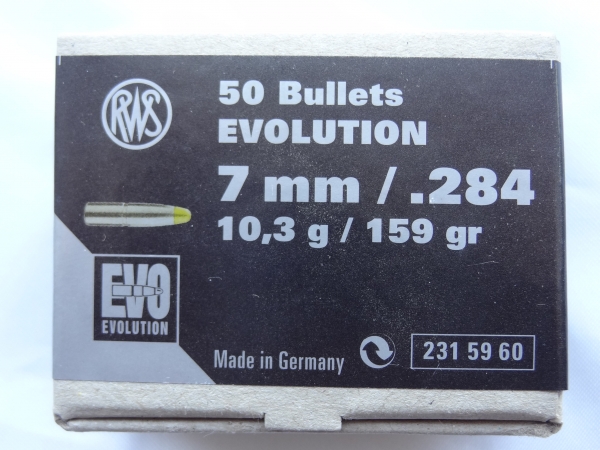 RWS
50 Bullets
EVOLUTION
7 mm / .284
10,3 g / 159 gr
EVO
EVOLUTION
Made in Germany
231 59 60